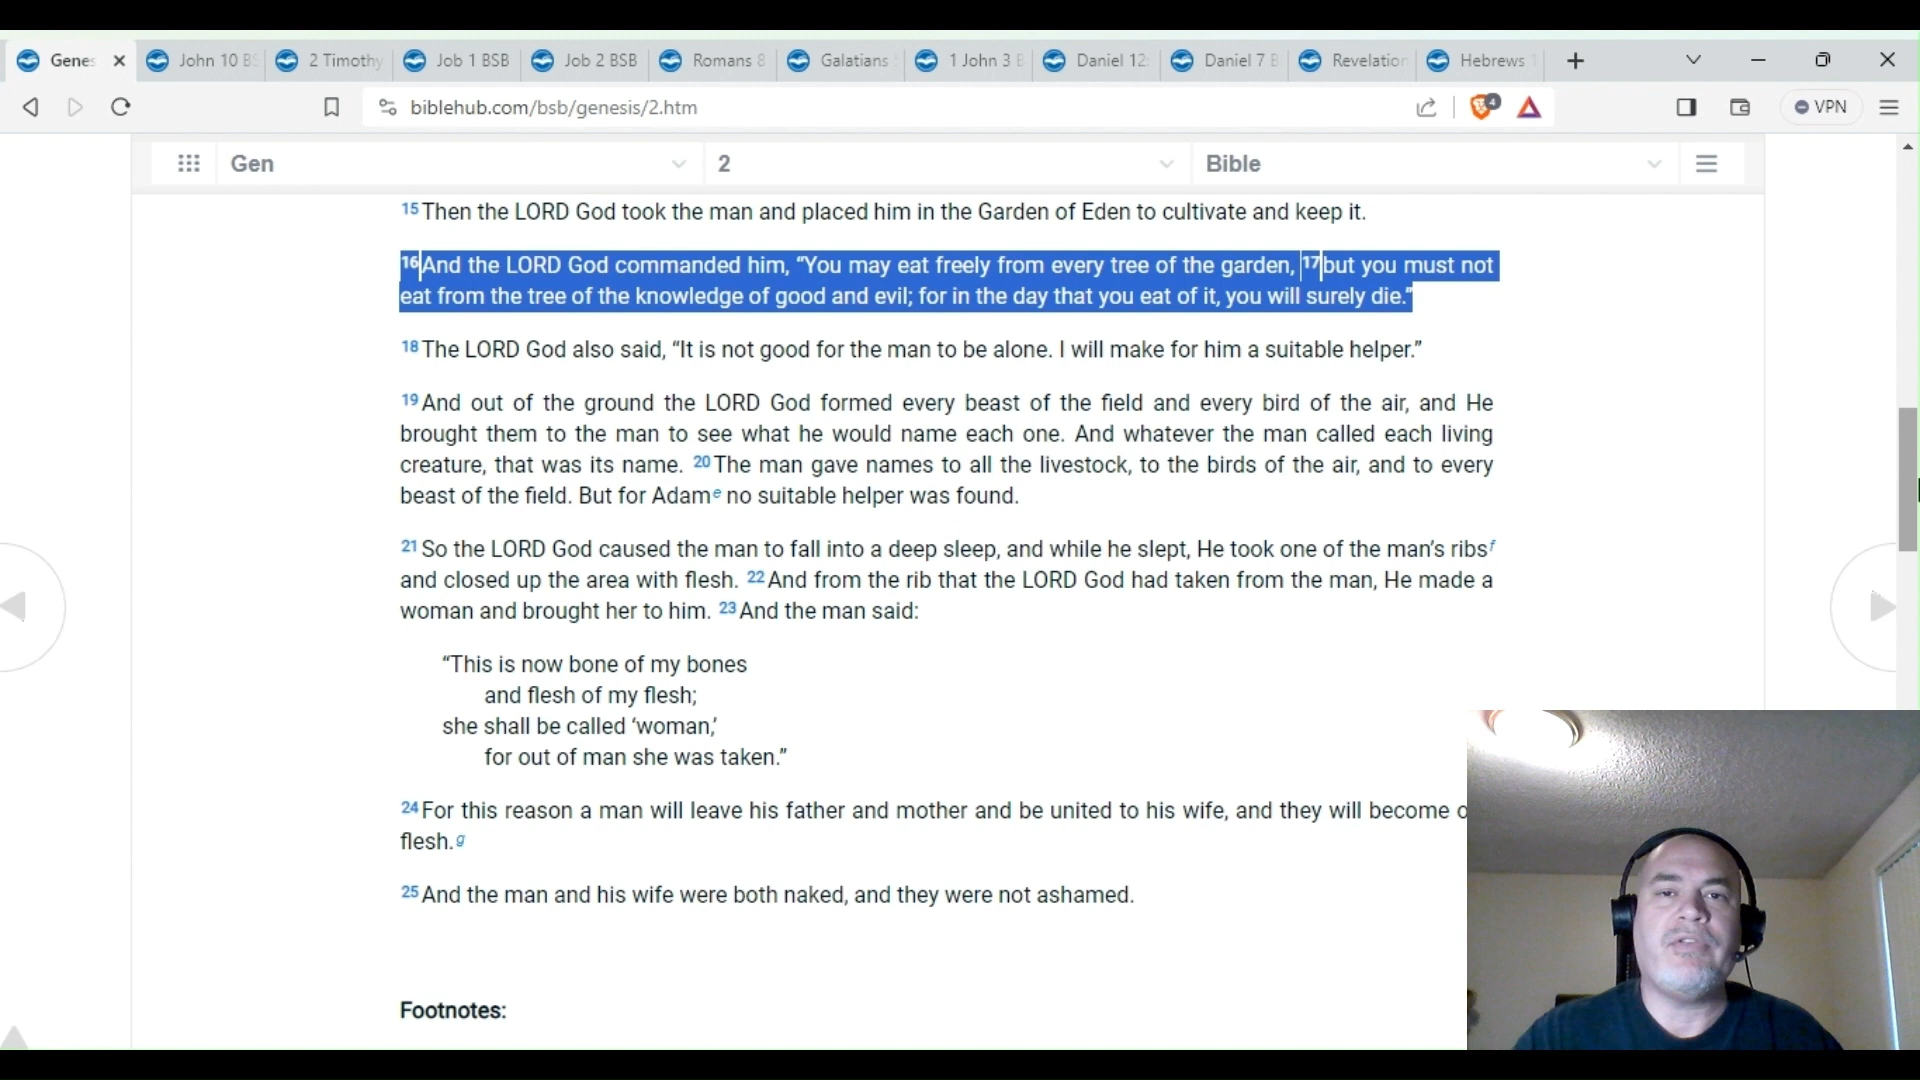 Genes
John 10 BS
2 Timothy
Job 1 BSB
Job 2 BSB
Romans 8
Galatians
1 John 3 B
Daniel 12:
Daniel 7 B
Revelation
Hebrews 1
biblehub.com/bsb/genesis/2.htm
4
VPN
Gen
2
Bible
15 Then the LORD God took the man and placed him in the Garden of Eden to cultivate and keep it.
16 And the LORD God commanded him, “You may eat freely from every tree of the garden, 17 but you must not
eat from the tree of the knowledge of good and evil; for in the day that you eat of it, you will surely die.”
18 The LORD God also said, “It is not good for the man to be alone. I will make for him a suitable helper.”
19 And out of the ground the LORD God formed every beast of the field and every bird of the air, and He
brought them to the man to see what he would name each one. And whatever the man called each living
creature, that was its name. 20 The man gave names to all the livestock, to the birds of the air, and to every
beast of the field. But for Adam e no suitable helper was found.
21 So the LORD God caused the man to fall into a deep sleep, and while he slept, He took one of the man’s ribs f
and closed up the area with flesh. 22 And from the rib that the LORD God had taken from the man, He made a
woman and brought her to him. 23 And the man said:
“This is now bone of my bones
and flesh of my flesh;
she shall be called ‘woman,’
for out of man she was taken.”
24 For this reason a man will leave his father and mother and be united to his wife, and they will become o
flesh. g
25 And the man and his wife were both naked, and they were not ashamed.
Footnotes: